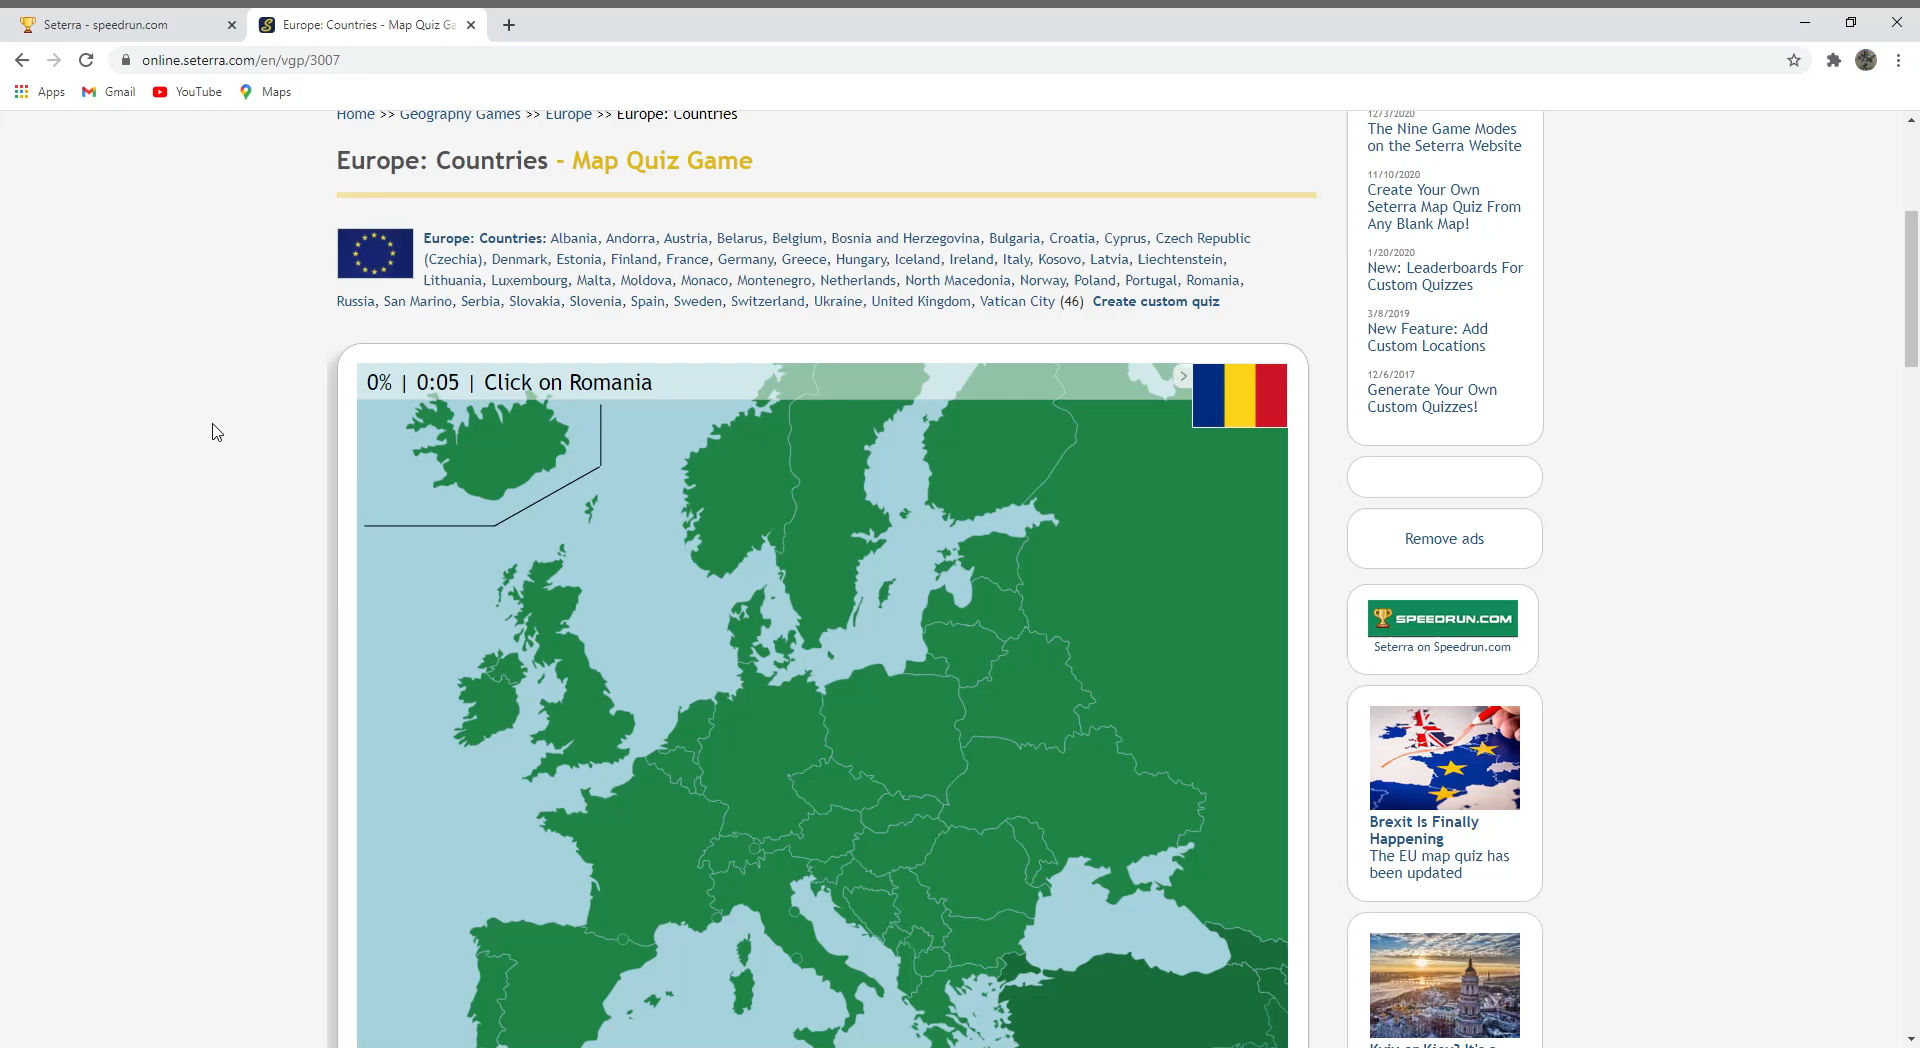 Seterra - speedrun.com
Europe: Countries - Map Quiz Ga
online.seterra.com/en/vgp/3007
Apps
Gmail
YouTube
Maps
Home >> Geography Games >> Europe >> Europe: Countries
Europe: Countries - Map Quiz Game
Europe: Countries: Albania, Andorra, Austria, Belarus, Belgium, Bosnia and Herzegovina, Bulgaria, Croatia, Cyprus, Czech Republic
(Czechia), Denmark, Estonia, Finland, France, Germany, Greece, Hungary, Iceland, Ireland, Italy, Kosovo, Latvia, Liechtenstein,
Lithuania, Luxembourg, Malta, Moldova, Monaco, Montenegro, Netherlands, North Macedonia, Norway, Poland, Portugal, Romania,
Russia, San Marino, Serbia, Slovakia, Slovenia, Spain, Sweden, Switzerland, Ukraine, United Kingdom, Vatican City (46) Create custom quiz
0% | 0:05 | Click on Romania
12/3/2020
The Nine Game Modes
on the Seterra Website
11/10/2020
Create Your Own
Seterra Map Quiz From
Any Blank Map!
1/20/2020
New: Leaderboards For
Custom Quizzes
3/8/2019
New Feature: Add
Custom Locations
12/6/2017
Generate Your Own
Custom Quizzes!
Remove ads
SPEEDRUN.COM
Seterra on Speedrun.com
Brexit Is Finally
Happening
The EU map quiz has
been updated
Kyiv or Kiev? It's a